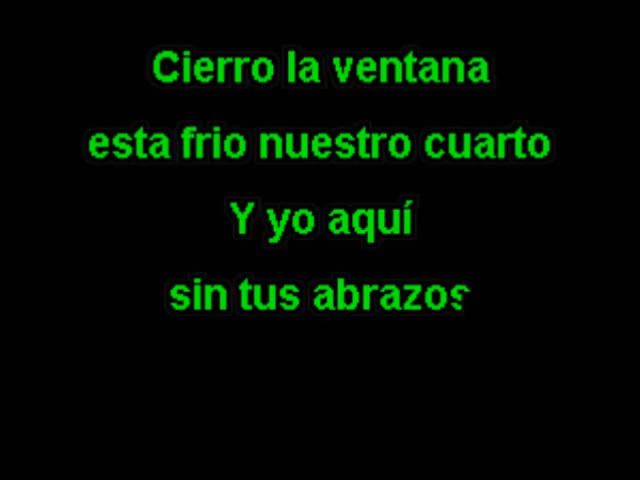 Cierro la ventana
esta frio nuestro cuarto
Y yo aquí
sin tus abrazos